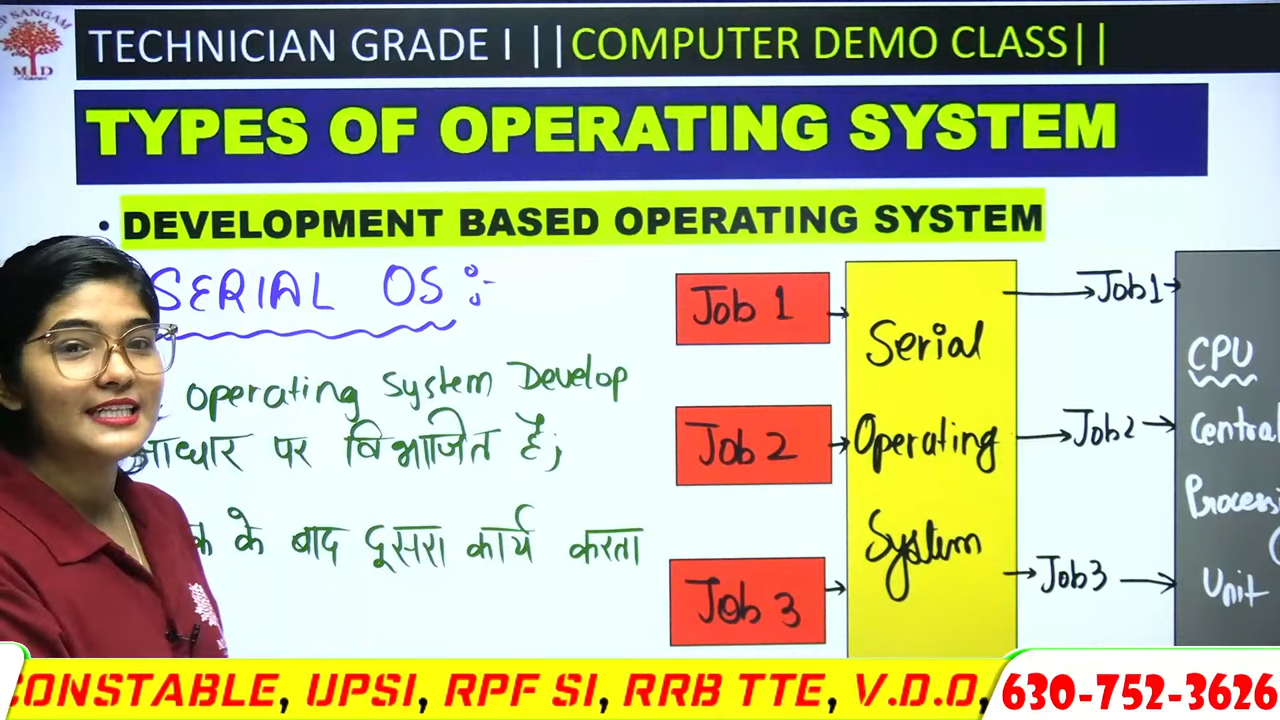 SANGAM
M D
TECHNICIAN GRADE I ||COMPUTER DEMO CLASS||
TYPES OF OPERATING SYSTEM
• DEVELOPMENT BASED OPERATING SYSTEM
SERIAL OS :-
operating System Develop
आधार पर विभाजित है;
के बाद दूसरा कार्य करता
Job 1
Job 2
Job 3
Serial
Operating
System
Job1
Job2
Job3
CPU
Central
Unit
CONSTABLE, UPSI, RPF SI, RRB TTE, V.D.O,
630-752-3626